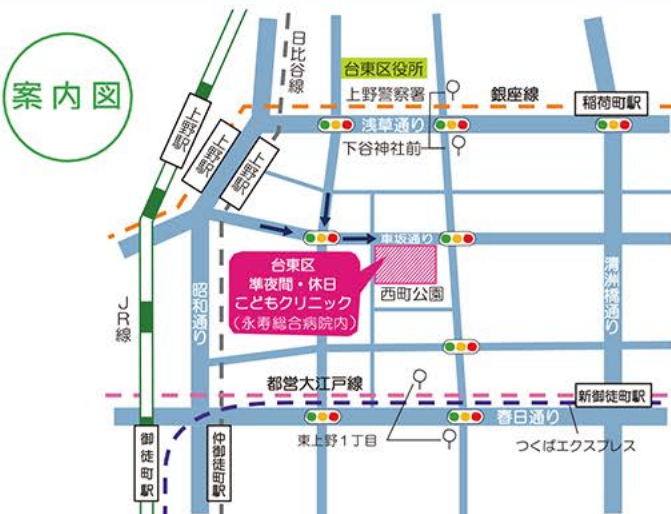 案内図
日比谷線
台東区役所
上野警察署
銀座線
稲荷町駅
上野駅
上野駅
上野駅
浅草通り
下谷神社前
車坂通り
台東区
準夜間・休日
こどもクリニック
(永寿総合病院内)
西町公園
清洲橋通り
JR線
昭和通り
都営大江戸線
新御徒町駅
春日通り
御徒町駅
仲御徒町駅
東上野1丁目
つくばエクスプレス